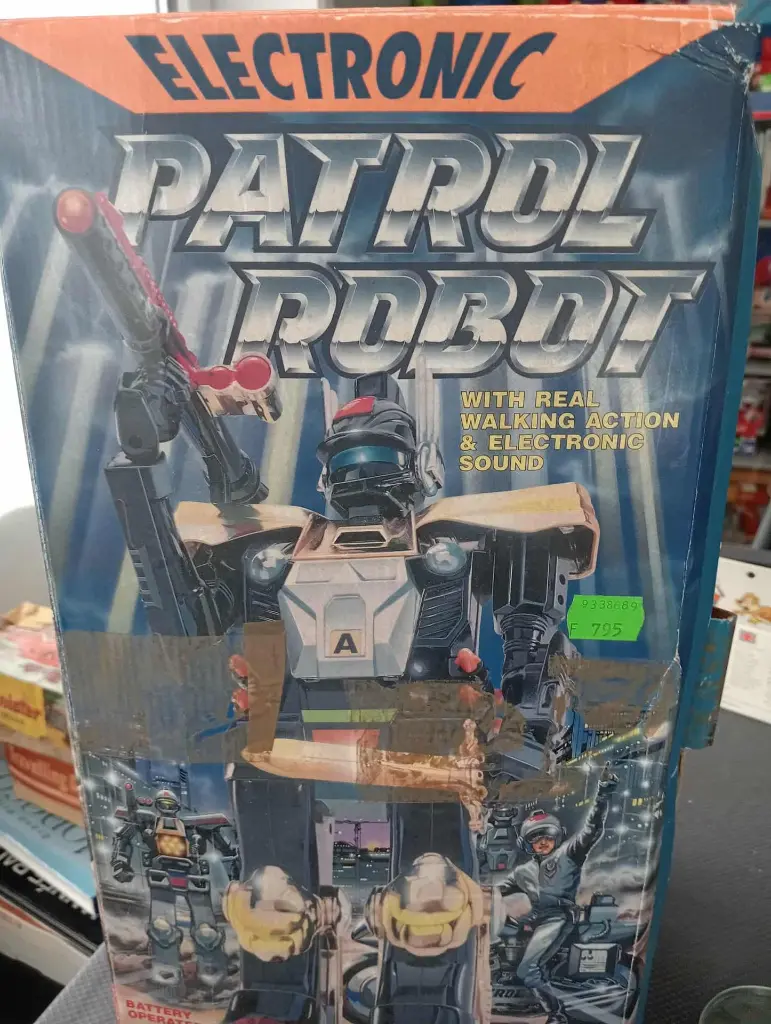 ELECTRONIC
PATROL
ROBOT
WITH REAL
WALKING ACTION
& ELECTRONIC
SOUND
A
9338689
F 795
BATTERY